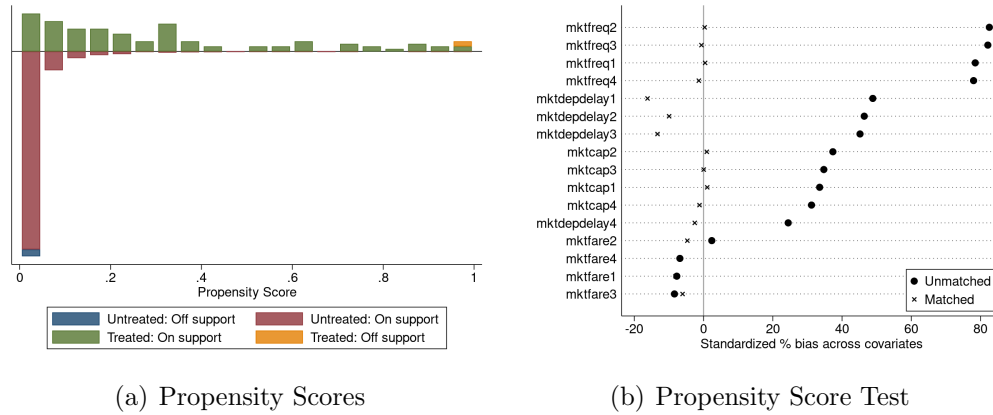 0
.2
.4
.6
.8
1
Propensity Score
Untreated: Off support
Untreated: On support
Treated: On support
Treated: Off support
(a) Propensity Scores
mktfreq2
mktfreq3
mktfreq1
mktfreq4
mktdepdelay1
mktdepdelay2
mktdepdelay3
mktcap2
mktcap3
mktcap1
mktcap4
mktdepdelay4
mktfare2
mktfare4
mktfare1
mktfare3
Unmatched
Matched
-20
0
20
40
60
80
Standardized % bias across covariates
(b) Propensity Score Test